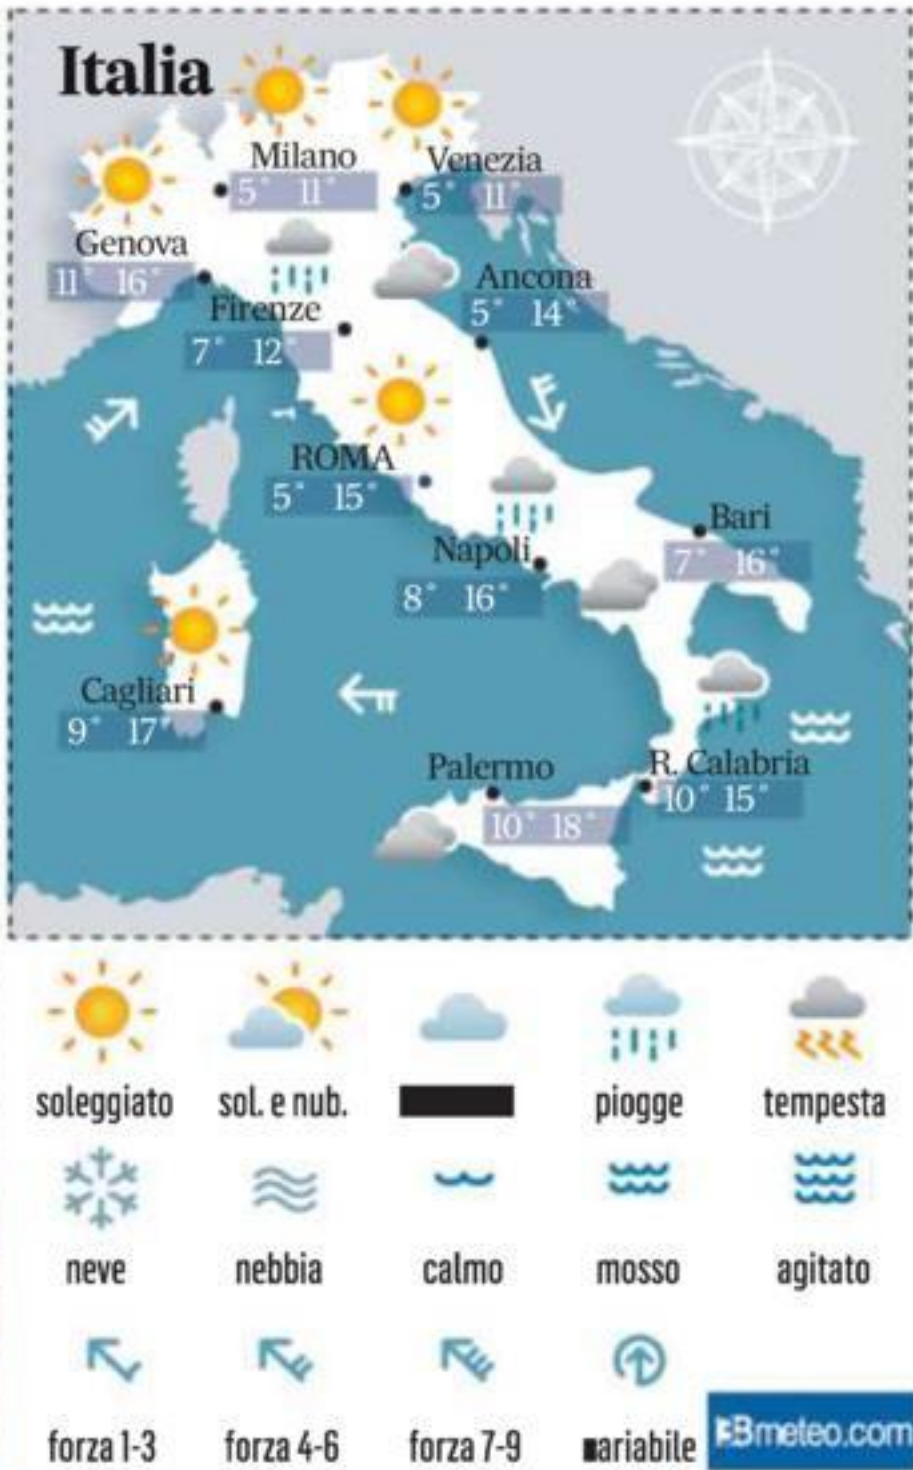 Italia
Milano
5° 11°
Venezia
5° 11°
Genova
11° 16°
Ancona
5° 14°
Firenze
7° 12°
ROMA
5° 15°
Bari
7° 16°
Napoli
8° 16°
Cagliari
9° 17°
Palermo
10° 18°
R. Calabria
10° 15°
soleggiato sol. e nub. piogge tempesta
neve nebbia calmo mosso agitato
forza 1-3 forza 4-6 forza 7-9 ariabile
3Bmeteo.com